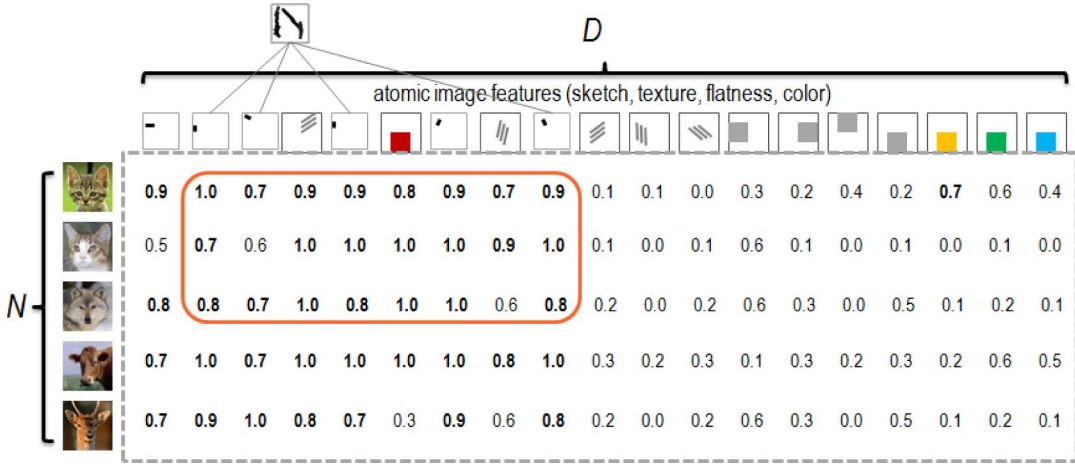 D
atomic image features (sketch, texture, flatness, color)
0.9 1.0 0.7 0.9 0.9 0.8 0.9 0.7 0.9 0.1 0.1 0.0 0.3 0.2 0.4 0.2 0.7 0.6 0.4
0.5 0.7 0.6 1.0 1.0 1.0 1.0 0.9 1.0 0.1 0.0 0.1 0.6 0.1 0.0 0.1 0.0 0.1 0.0
N
0.8 0.8 0.7 1.0 0.8 1.0 1.0 0.6 0.8 0.2 0.0 0.2 0.6 0.3 0.0 0.5 0.1 0.2 0.1
0.7 1.0 0.7 1.0 1.0 1.0 1.0 0.8 1.0 0.3 0.2 0.3 0.1 0.3 0.2 0.3 0.2 0.6 0.5
0.7 0.9 1.0 0.8 0.7 0.3 0.9 0.6 0.8 0.2 0.0 0.2 0.6 0.3 0.0 0.5 0.1 0.2 0.1